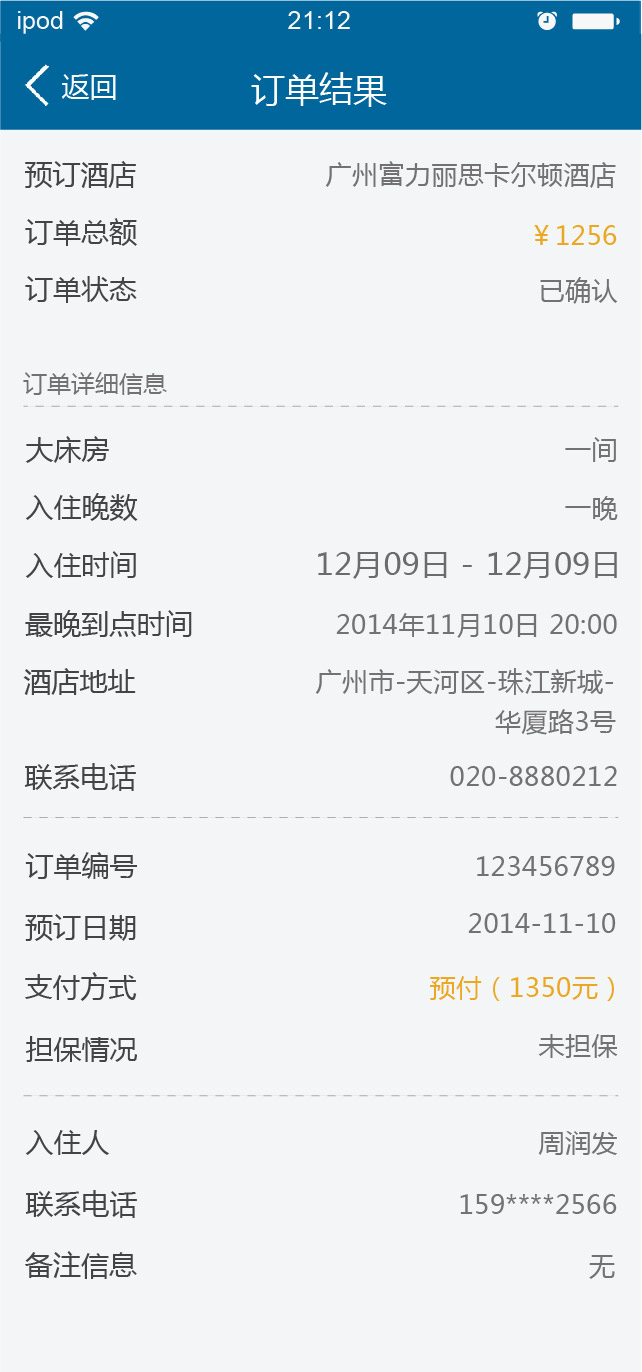 ipod 21:12
返回 订单结果
预订酒店 广州富力丽思卡尔顿酒店
订单总额 ¥1256
订单状态 已确认
订单详细信息
大床房 一间
入住晚数 一晚
入住时间 12月09日 - 12月09日
最晚到点时间 2014年11月10日 20:00
酒店地址 广州市-天河区-珠江新城-
华厦路3号
联系电话 020-8880212
订单编号 123456789
预订日期 2014-11-10
支付方式 预付（1350元）
担保情况 未担保
入住人 周润发
联系电话 159****2566
备注信息 无